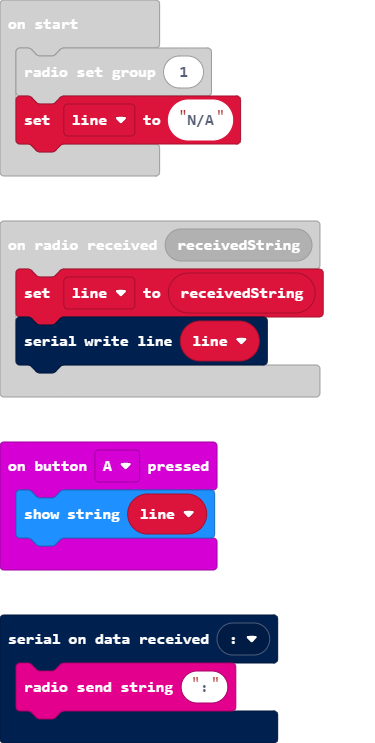 on start
radio set group 1
set line to "N/A"
on radio received receivedString
set line to receivedString
serial write line line
on button A pressed
show string line
serial on data received :
radio send string ":"